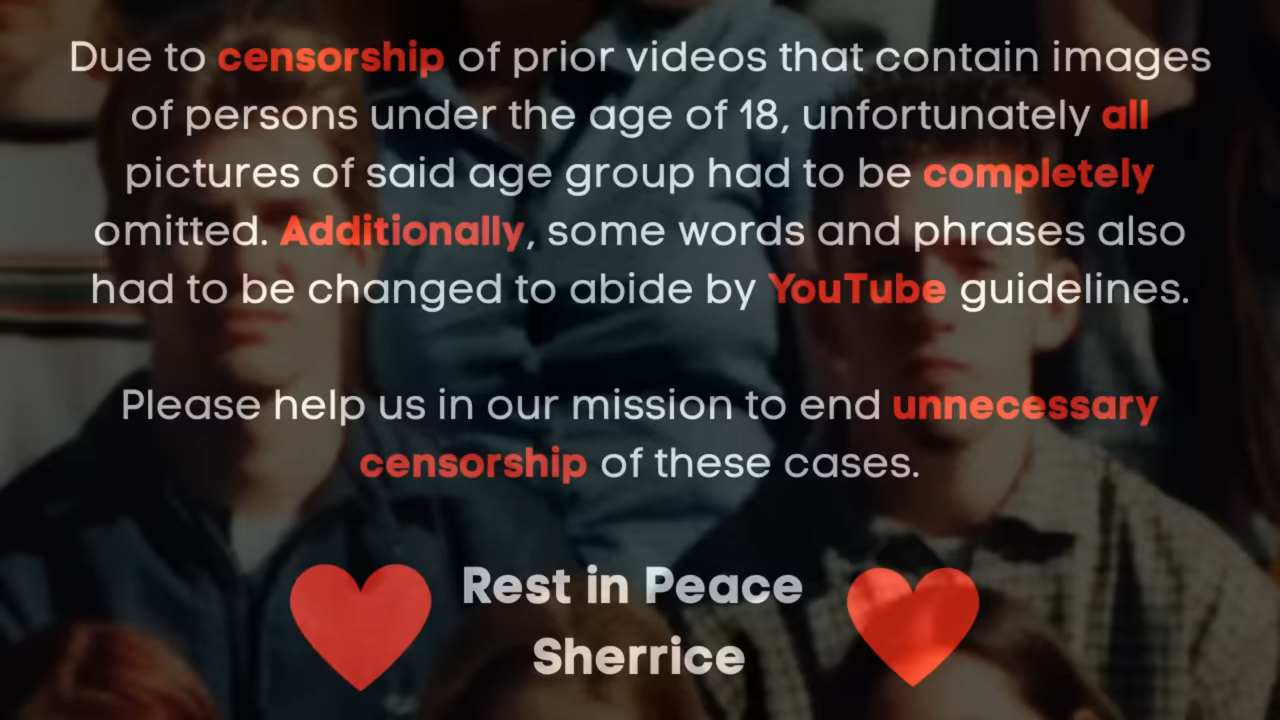 Due to censorship of prior videos that contain images
of persons under the age of 18, unfortunately all
pictures of said age group had to be completely
omitted. Additionally, some words and phrases also
had to be changed to abide by YouTube guidelines.
Please help us in our mission to end unnecessary
censorship of these cases.
Rest in Peace
Sherrice